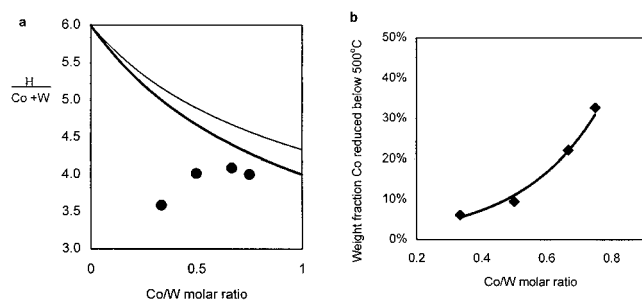 a
6.0
5.5
5.0
4.5
4.0
3.5
3.0
H
Co +W
0
0.5
1
Co/W molar ratio
b
Weight fraction Co reduced below 500°C
50%
40%
30%
20%
10%
0%
0.2
0.4
0.6
0.8
Co/W molar ratio